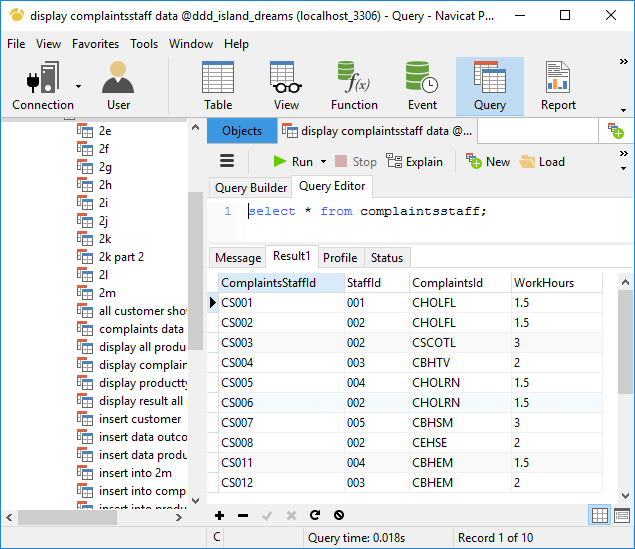 display complaintsstaff data @ddd_island_dreams (localhost_3306) - Query - Navicat P...
File View Favorites Tools Window Help
Connection User Table View Function Event Query Report
f(x)
Objects display complaintsstaff data @...
Run Stop Explain New Load
Query Builder Query Editor
1 select * from complaintsstaff;
Message Result1 Profile Status
ComplaintsStaffId StaffId ComplaintsId WorkHours
CS001 001 CHOLFL 1.5
CS002 002 CHOLFL 1.5
CS003 002 CSCOTL 3
CS004 003 CBHTV 2
CS005 004 CHOLRN 1.5
CS006 002 CHOLRN 1.5
CS007 005 CBHSM 3
CS008 002 CEHSE 2
CS011 004 CBHEM 1.5
CS012 003 CBHEM 2
2e
2f
2g
2h
2i
2j
2k
2k part 2
2l
2m
all customer show
complaints data
display all produc
display complain
display productty
display result all
insert customer
insert data outco
insert data produ
insert into 2m
insert into comp
insert into produ
C Query time: 0.018s Record 1 of 10